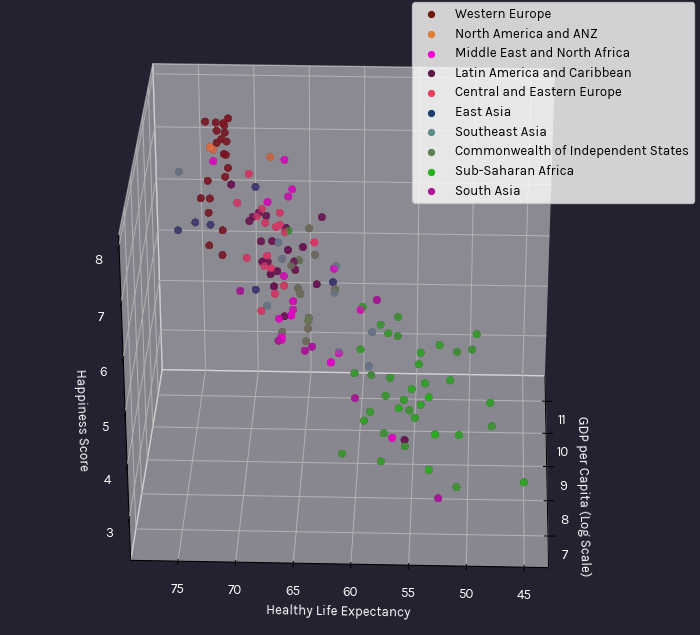 Western Europe
North America and ANZ
Middle East and North Africa
Latin America and Caribbean
Central and Eastern Europe
East Asia
Southeast Asia
Commonwealth of Independent States
Sub-Saharan Africa
South Asia
8
7
6
5
4
3
Happiness Score
75
70
65
60
55
50
45
Healthy Life Expectancy
11
10
9
8
7
GDP per Capita (Log Scale)